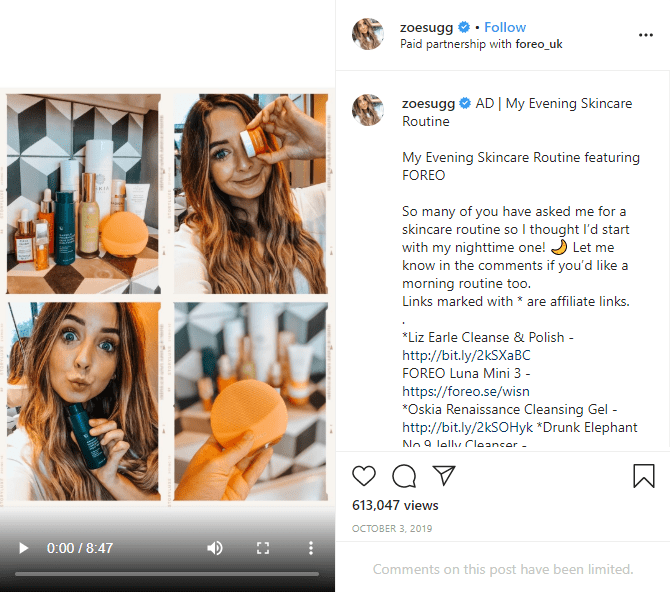 zoesugg • Follow
Paid partnership with foreo_uk
zoesugg AD | My Evening Skincare
Routine
My Evening Skincare Routine featuring
FOREO
So many of you have asked me for a
skincare routine so I thought I'd start
with my nighttime one! 🌙 Let me
know in the comments if you'd like a
morning routine too.
Links marked with * are affiliate links.
.
*Liz Earle Cleanse & Polish -
http://bit.ly/2kSXaBC
FOREO Luna Mini 3 -
https://foreo.se/wisn
*Oskia Renaissance Cleansing Gel -
http://bit.ly/2kSOHyk *Drunk Elephant
No.9 Jelly Cleanser -
0:00 / 8:47
613,047 views
OCTOBER 3, 2019
Comments on this post have been limited.